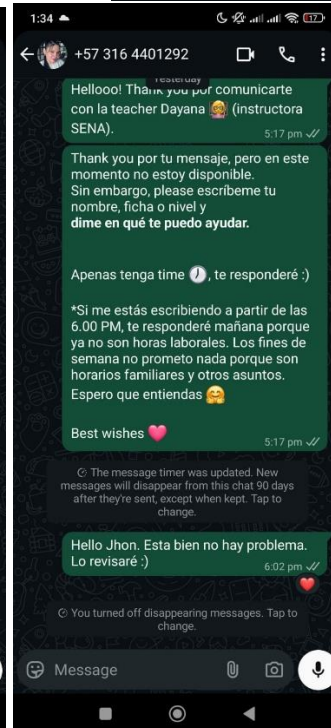 1:34
17
+57 316 4401292
Yesterday
Hellooo! Thank you por comunicarte
con la teacher Dayana 👩‍🏫 (instructora
SENA).
5:17 pm
Thank you por tu mensaje, pero en este
momento no estoy disponible.
Sin embargo, please escríbeme tu
nombre, ficha o nivel y
dime en qué te puedo ayudar.
Apenas tenga time 🕖, te responderé :)
*Si me estás escribiendo a partir de las
6.00 PM, te responderé mañana porque
ya no son horas laborales. Los fines de
semana no prometo nada porque son
horarios familiares y otros asuntos.
Espero que entiendas 🤗
Best wishes 💗
5:17 pm
The message timer was updated. New
messages will disappear from this chat 90 days
after they're sent, except when kept. Tap to
change.
Hello Jhon. Esta bien no hay problema.
Lo revisaré :)
6:02 pm
❤️
You turned off disappearing messages. Tap to
change.
Message